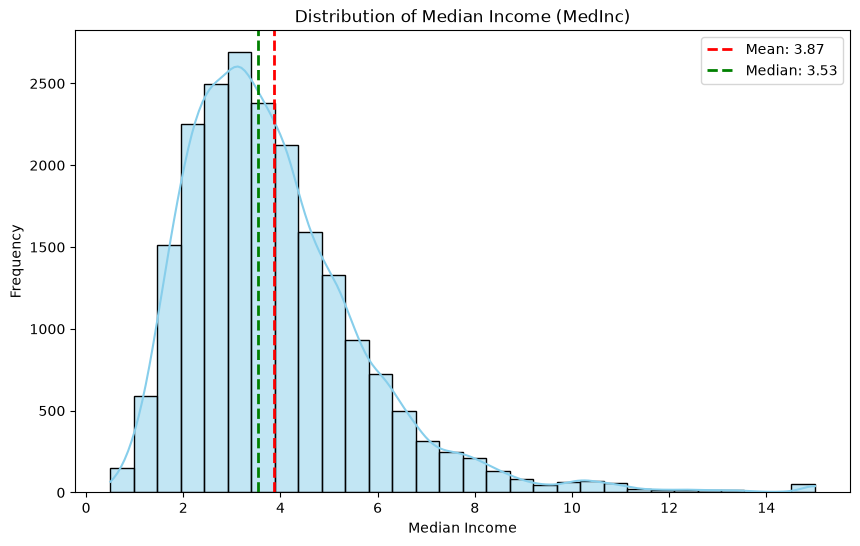 Distribution of Median Income (MedInc)
Mean: 3.87
Median: 3.53
Frequency
2500
2000
1500
1000
500
0
0 2 4 6 8 10 12 14
Median Income